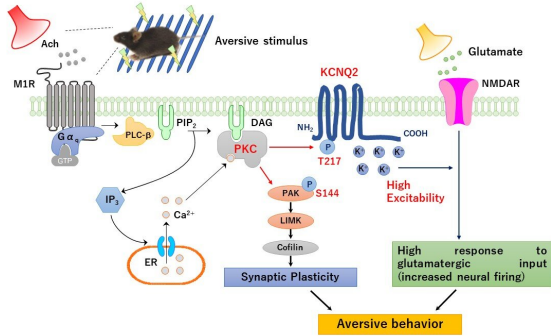 Ach
Aversive stimulus
Glutamate
M1R
KCNQ2
NMDAR
Gαq
GTP
PLC-β
PIP2
DAG
PKC
NH2
COOH
P
T217
K+ K+ K+
K+ K+
High
Excitability
IP3
Ca2+
ER
PAK
P
S144
LIMK
Cofilin
Synaptic Plasticity
High response to
glutamatergic input
(increased neural firing)
Aversive behavior